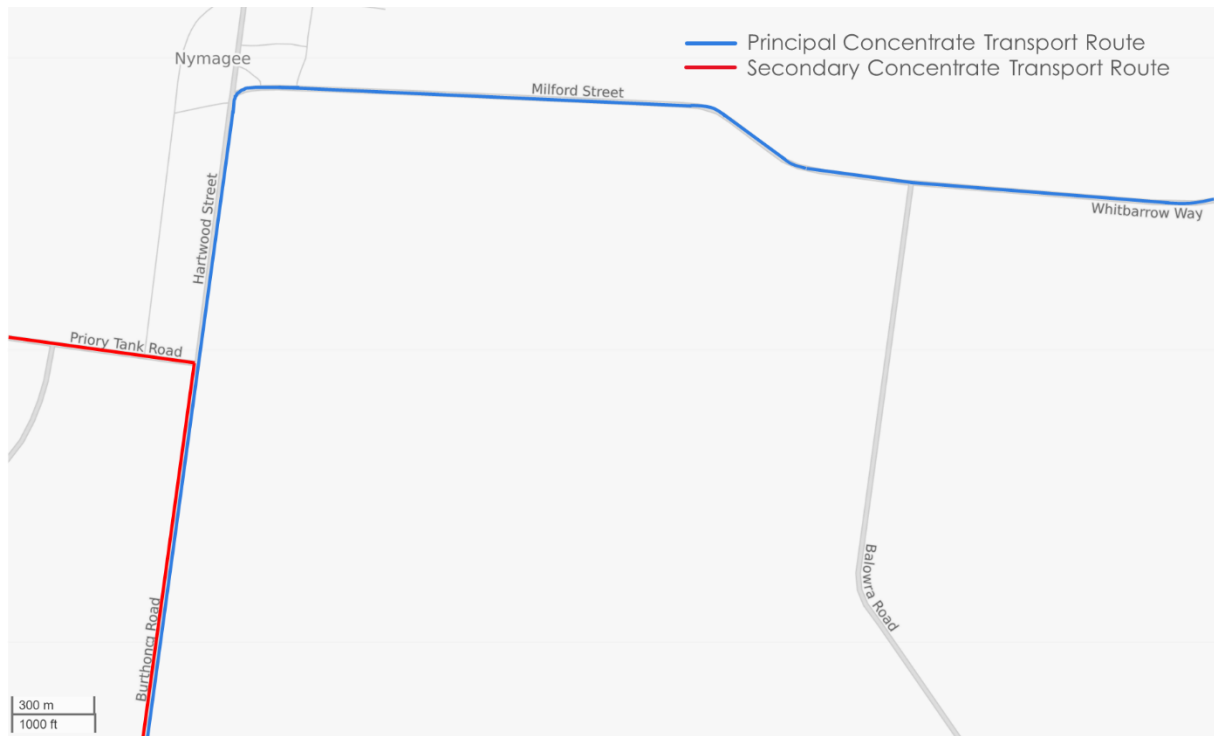 Nymagee
Principal Concentrate Transport Route
Secondary Concentrate Transport Route
Milford Street
Hartwood Street
Whitbarrow Way
Priory Tank Road
Balowra Road
Burthong Road
300 m
1000 ft